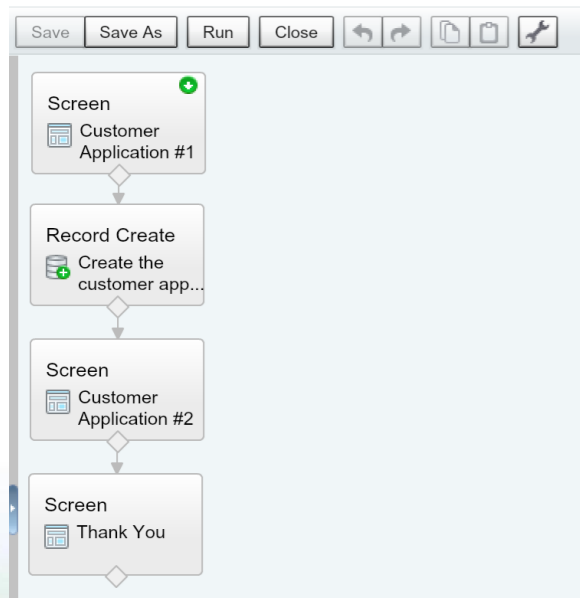 Save Save As Run Close
Screen
Customer
Application #1
Record Create
Create the
customer app...
Screen
Customer
Application #2
Screen
Thank You